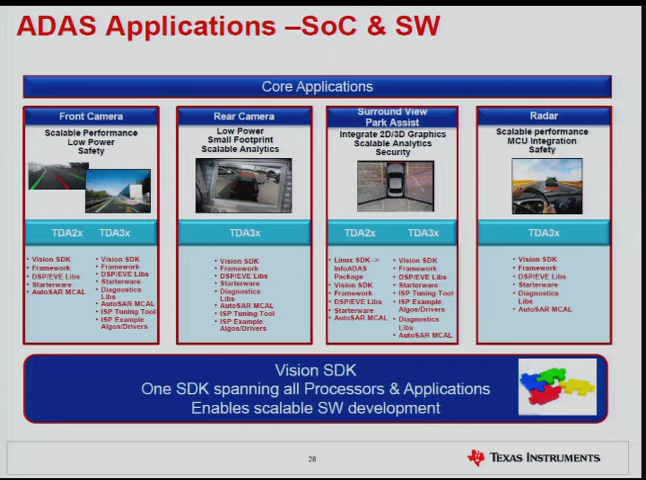 ADAS Applications –SoC & SW
Core Applications
Front Camera
Scalable Performance
Low Power
Safety
TDA2x TDA3x
Vision SDK
Framework
DSP/EVE Libs
Starterware
AutoSAR MCAL
Vision SDK
Framework
DSP/EVE Libs
Starterware
Diagnostics
Libs
AutoSAR MCAL
ISP Tuning Tool
ISP Example
Algos/Drivers
Rear Camera
Low Power
Small Footprint
Scalable Analytics
TDA3x
Vision SDK
Framework
DSP/EVE Libs
Starterware
Diagnostics
Libs
AutoSAR MCAL
ISP Tuning Tool
ISP Example
Algos/Drivers
Surround View
Park Assist
Integrate 2D/3D Graphics
Scalable Analytics
Security
TDA2x TDA3x
Linux SDK ->
InfoADAS
Package
Vision SDK
Framework
DSP/EVE Libs
Starterware
AutoSAR MCAL
Vision SDK
Framework
DSP/EVE Libs
Starterware
ISP Tuning Tool
ISP Example
Algos/Drivers
Diagnostics
Libs
AutoSAR MCAL
Radar
Scalable performance
MCU Integration
Safety
TDA3x
Vision SDK
Framework
DSP/EVE Libs
Starterware
Diagnostics
Libs
AutoSAR MCAL
Vision SDK
One SDK spanning all Processors & Applications
Enables scalable SW development
28
TEXAS INSTRUMENTS